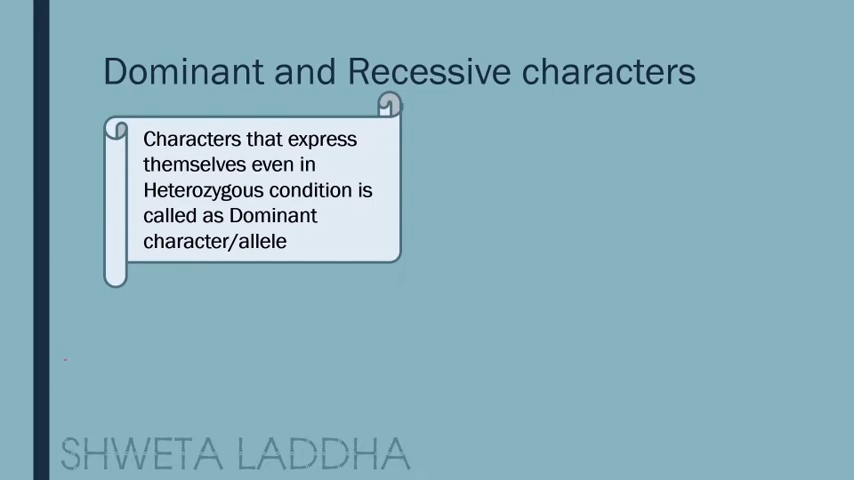 Dominant and Recessive characters
Characters that express
themselves even in
Heterozygous condition is
called as Dominant
character/allele
SHWETA LADDHA